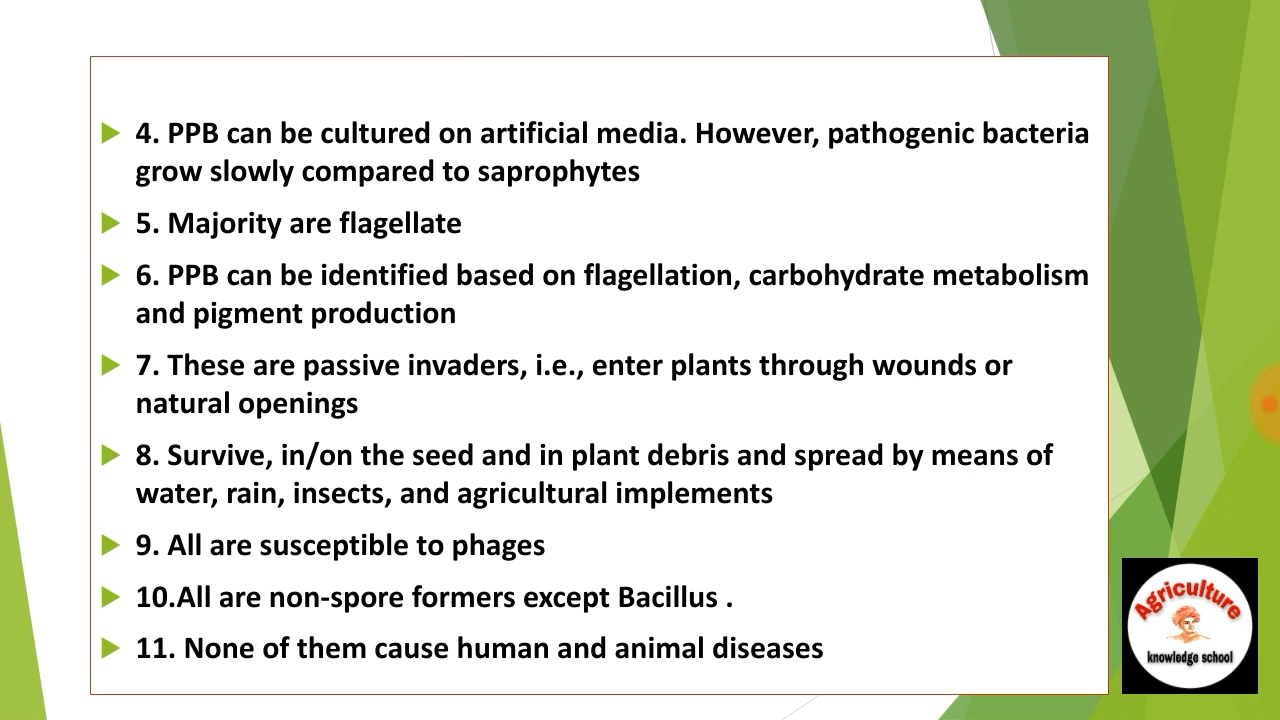 4. PPB can be cultured on artificial media. However, pathogenic bacteria
grow slowly compared to saprophytes
5. Majority are flagellate
6. PPB can be identified based on flagellation, carbohydrate metabolism
and pigment production
7. These are passive invaders, i.e., enter plants through wounds or
natural openings
8. Survive, in/on the seed and in plant debris and spread by means of
water, rain, insects, and agricultural implements
9. All are susceptible to phages
10.All are non-spore formers except Bacillus .
11. None of them cause human and animal diseases
Agriculture
knowledge school